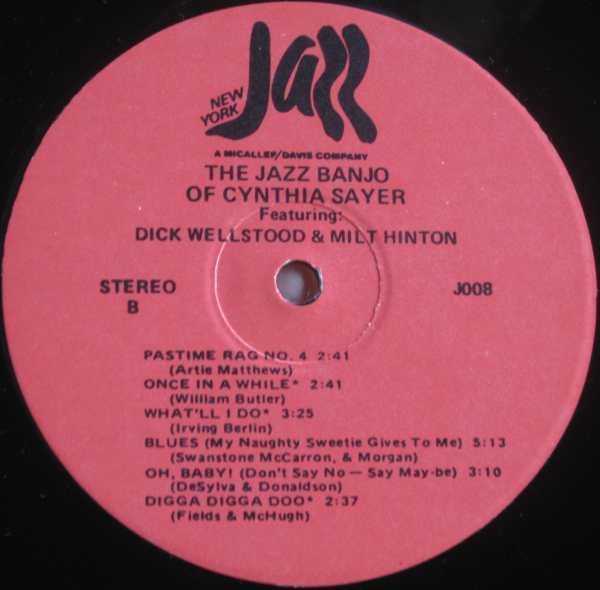 NEW
YORK
Jazz
A MICALLEF/DAVIS COMPANY
THE JAZZ BANJO
OF CYNTHIA SAYER
Featuring:
DICK WELLSTOOD & MILT HINTON
STEREO
B
J008
PASTIME RAG NO. 4 2:41
(Artie Matthews)
ONCE IN A WHILE* 2:41
(William Butler)
WHAT'LL I DO* 3:25
(Irving Berlin)
BLUES (My Naughty Sweetie Gives To Me) 5:13
(Swanstone McCarron, & Morgan)
OH, BABY! (Don't Say No — Say May-be) 3:10
(DeSylva & Donaldson)
DIGGA DIGGA DOO* 2:37
(Fields & McHugh)